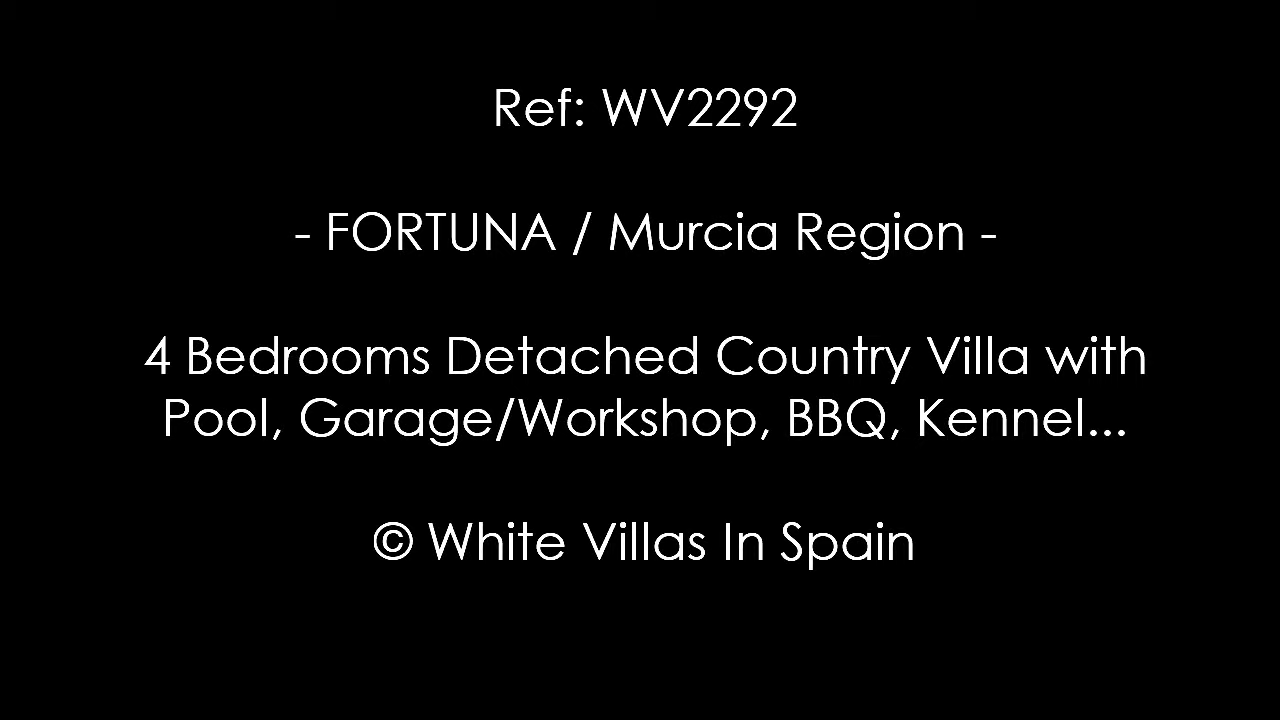 Ref: WV2292
- FORTUNA / Murcia Region -
4 Bedrooms Detached Country Villa with
Pool, Garage/Workshop, BBQ, Kennel...
© White Villas In Spain